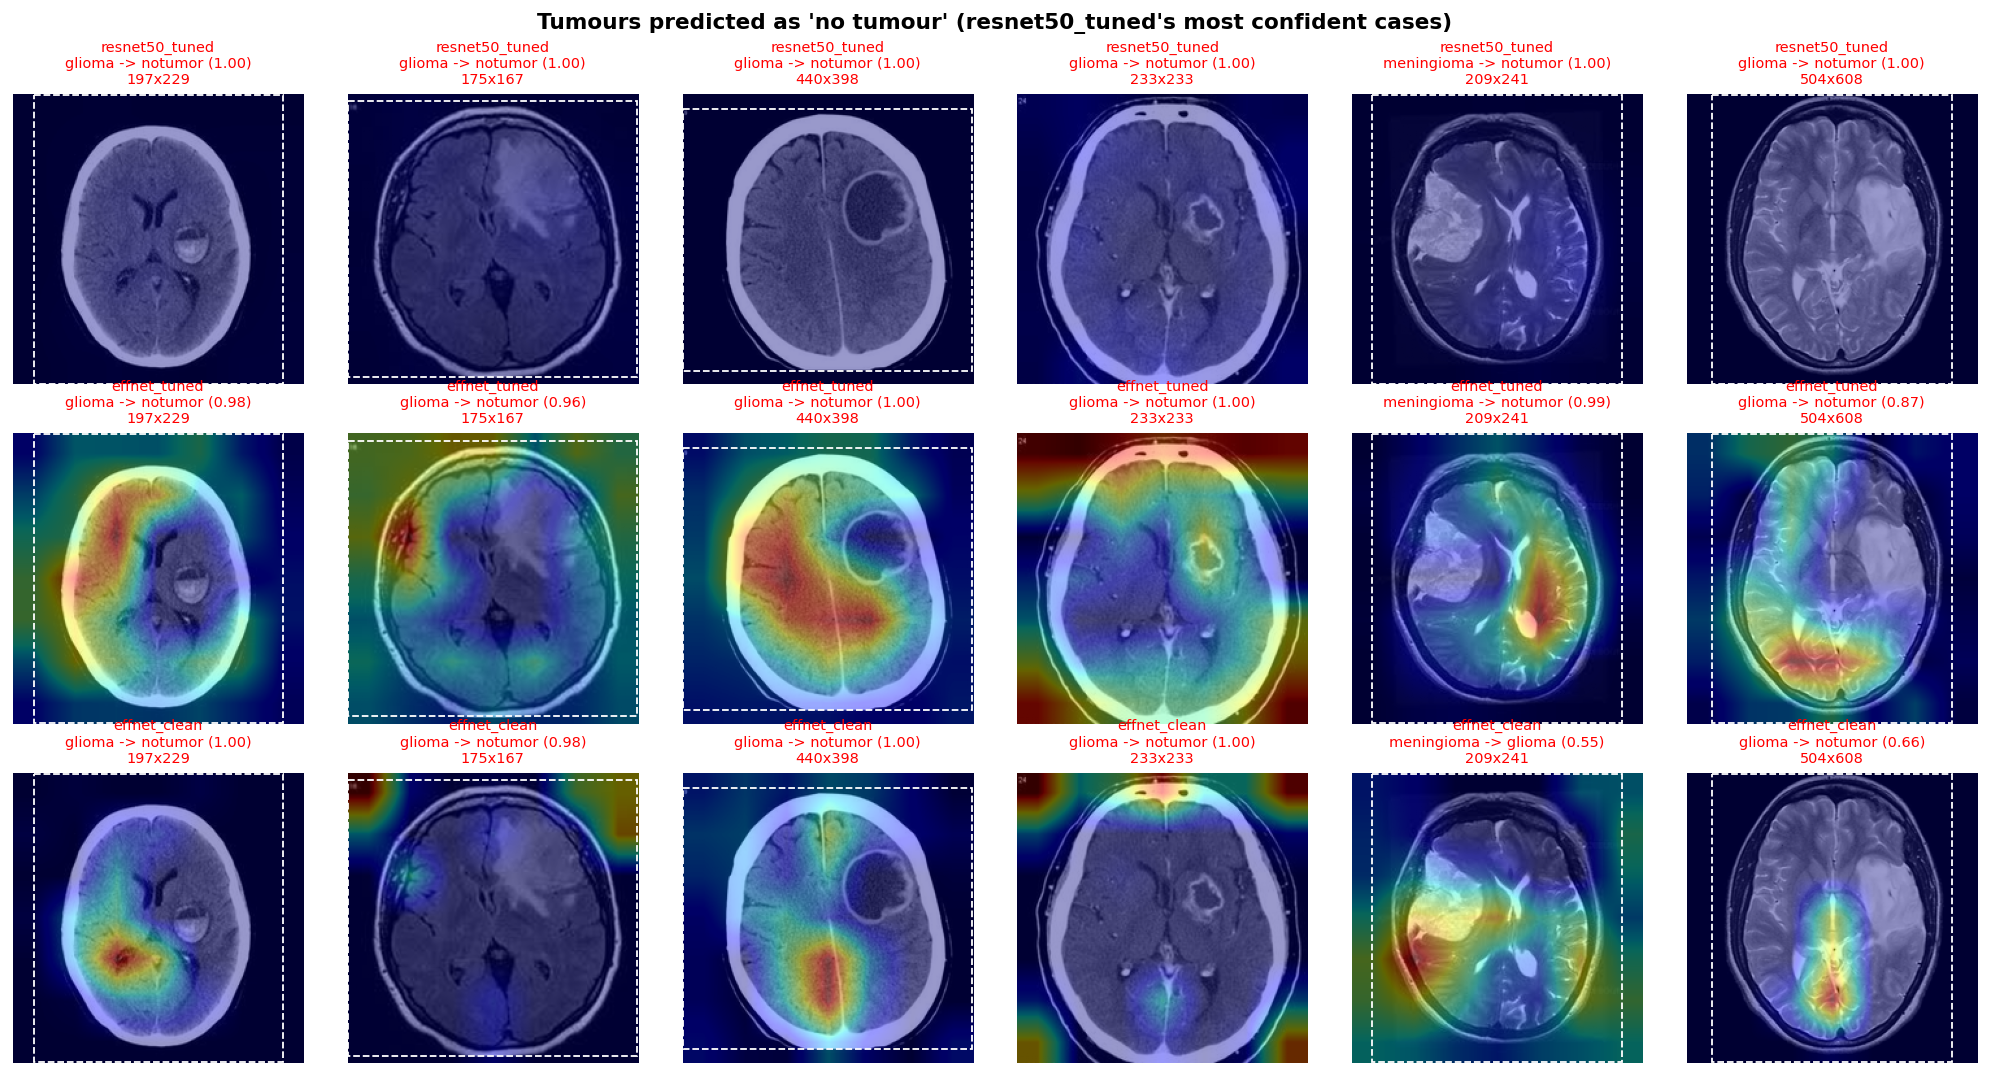 Tumours predicted as 'no tumour' (resnet50_tuned's most confident cases)
resnet50_tuned
glioma -> notumor (1.00)
197x229
resnet50_tuned
glioma -> notumor (1.00)
175x167
resnet50_tuned
glioma -> notumor (1.00)
440x398
resnet50_tuned
glioma -> notumor (1.00)
233x233
resnet50_tuned
meningioma -> notumor (1.00)
209x241
resnet50_tuned
glioma -> notumor (1.00)
504x608
24
effnet_tuned
glioma -> notumor (0.98)
197x229
effnet_tuned
glioma -> notumor (0.96)
175x167
effnet_tuned
glioma -> notumor (1.00)
440x398
effnet_tuned
glioma -> notumor (1.00)
233x233
effnet_tuned
meningioma -> notumor (0.99)
209x241
effnet_tuned
glioma -> notumor (0.87)
504x608
24
effnet_clean
glioma -> notumor (1.00)
197x229
effnet_clean
glioma -> notumor (0.98)
175x167
effnet_clean
glioma -> notumor (1.00)
440x398
effnet_clean
glioma -> notumor (1.00)
233x233
effnet_clean
meningioma -> glioma (0.55)
209x241
effnet_clean
glioma -> notumor (0.66)
504x608
24